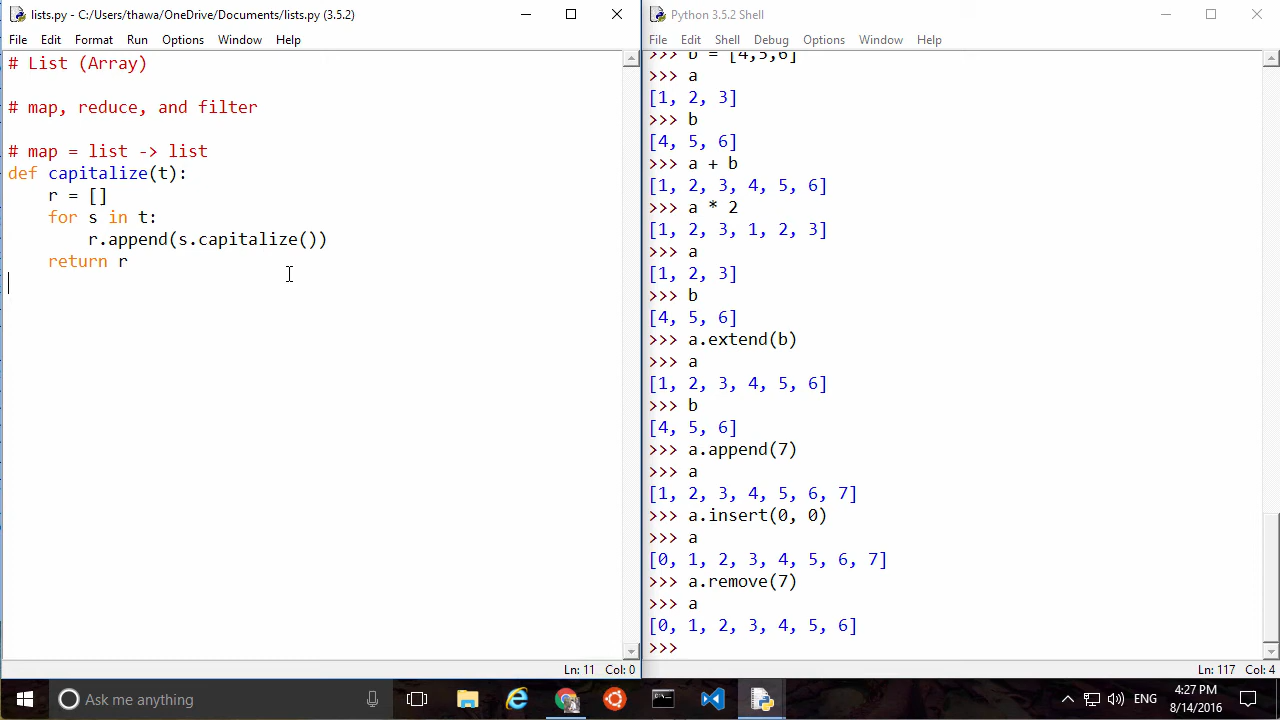 lists.py - C:/Users/thawa/OneDrive/Documents/lists.py (3.5.2)
File Edit Format Run Options Window Help
# List (Array)
# map, reduce, and filter
# map = list -> list
def capitalize(t):
    r = []
    for s in t:
        r.append(s.capitalize())
    return r
Ln: 11 Col: 0
Python 3.5.2 Shell
File Edit Shell Debug Options Window Help
>>> b = [4,5,6]
>>> a
[1, 2, 3]
>>> b
[4, 5, 6]
>>> a + b
[1, 2, 3, 4, 5, 6]
>>> a * 2
[1, 2, 3, 1, 2, 3]
>>> a
[1, 2, 3]
>>> b
[4, 5, 6]
>>> a.extend(b)
>>> a
[1, 2, 3, 4, 5, 6]
>>> b
[4, 5, 6]
>>> a.append(7)
>>> a
[1, 2, 3, 4, 5, 6, 7]
>>> a.insert(0, 0)
>>> a
[0, 1, 2, 3, 4, 5, 6, 7]
>>> a.remove(7)
>>> a
[0, 1, 2, 3, 4, 5, 6]
>>>
Ln: 117 Col: 4
Ask me anything
ENG
4:27 PM
8/14/2016